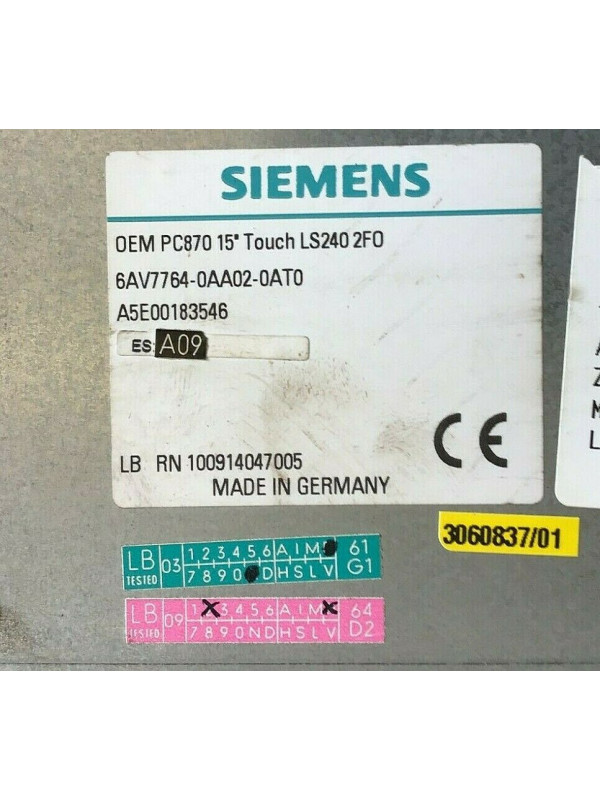 SIEMENS
OEM PC870 15" Touch LS240 2FO
6AV7764-0AA02-0AT0
A5E00183546
ES A09
LB RN 100914047005
MADE IN GERMANY
CE
3060837/01
LB TESTED 03 1 2 3 4 5 6 A I M 61
7 8 9 0 D H S L V G1
LB TESTED 09 1 3 4 5 6 A I M 64
7 8 9 0 N D H S L V D2
A
Z
M
L